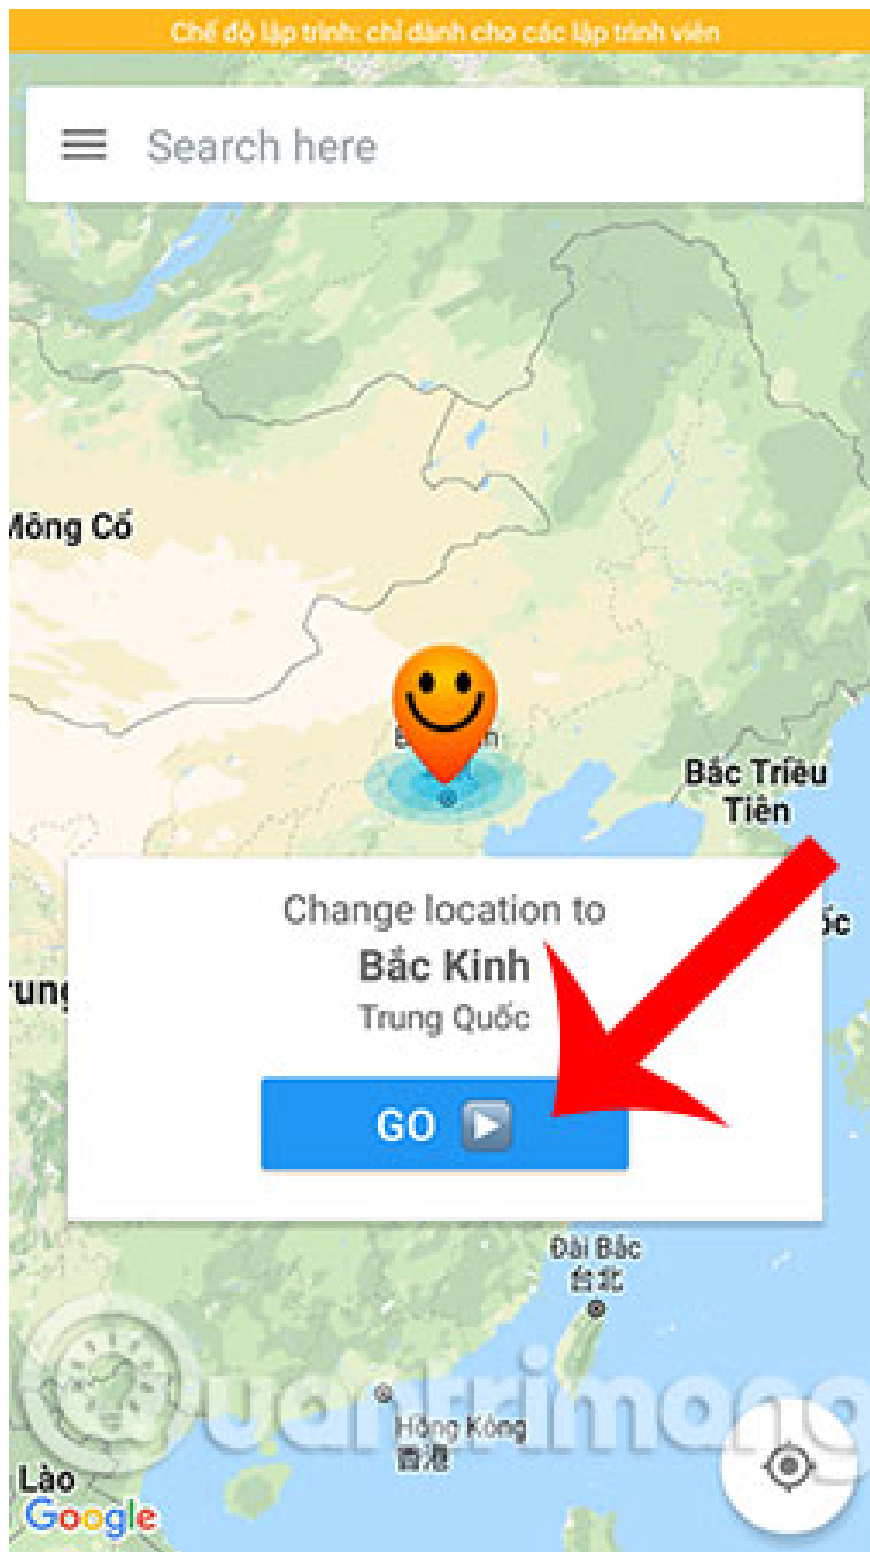 Chế độ lập trình: chỉ dành cho các lập trình viên
Search here
Mông Cổ
Bắc Triều
Tiên
Change location to
Bắc Kinh
Trung Quốc
GO
Đài Bắc
台北
Quantrimang
Hồng Kông
香港
Lào
Google